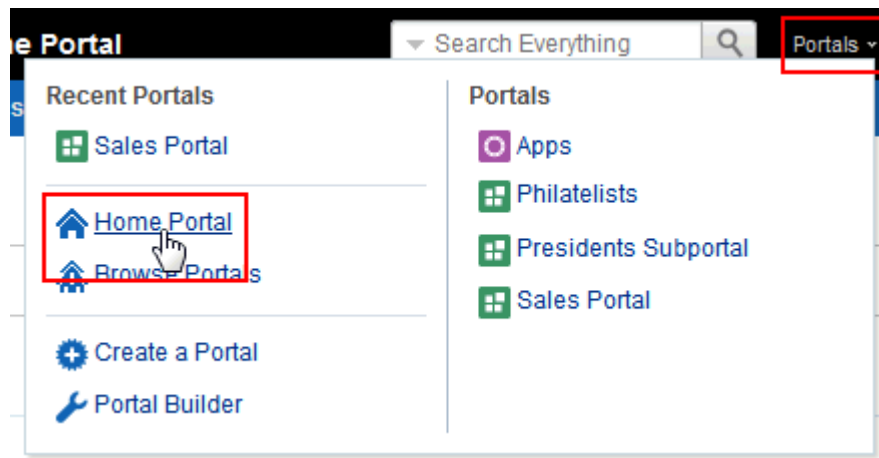 e Portal
Search Everything
Portals
s
Recent Portals
Sales Portal
Home Portal
Browse Portals
Create a Portal
Portal Builder
Portals
Apps
Philatelists
Presidents Subportal
Sales Portal